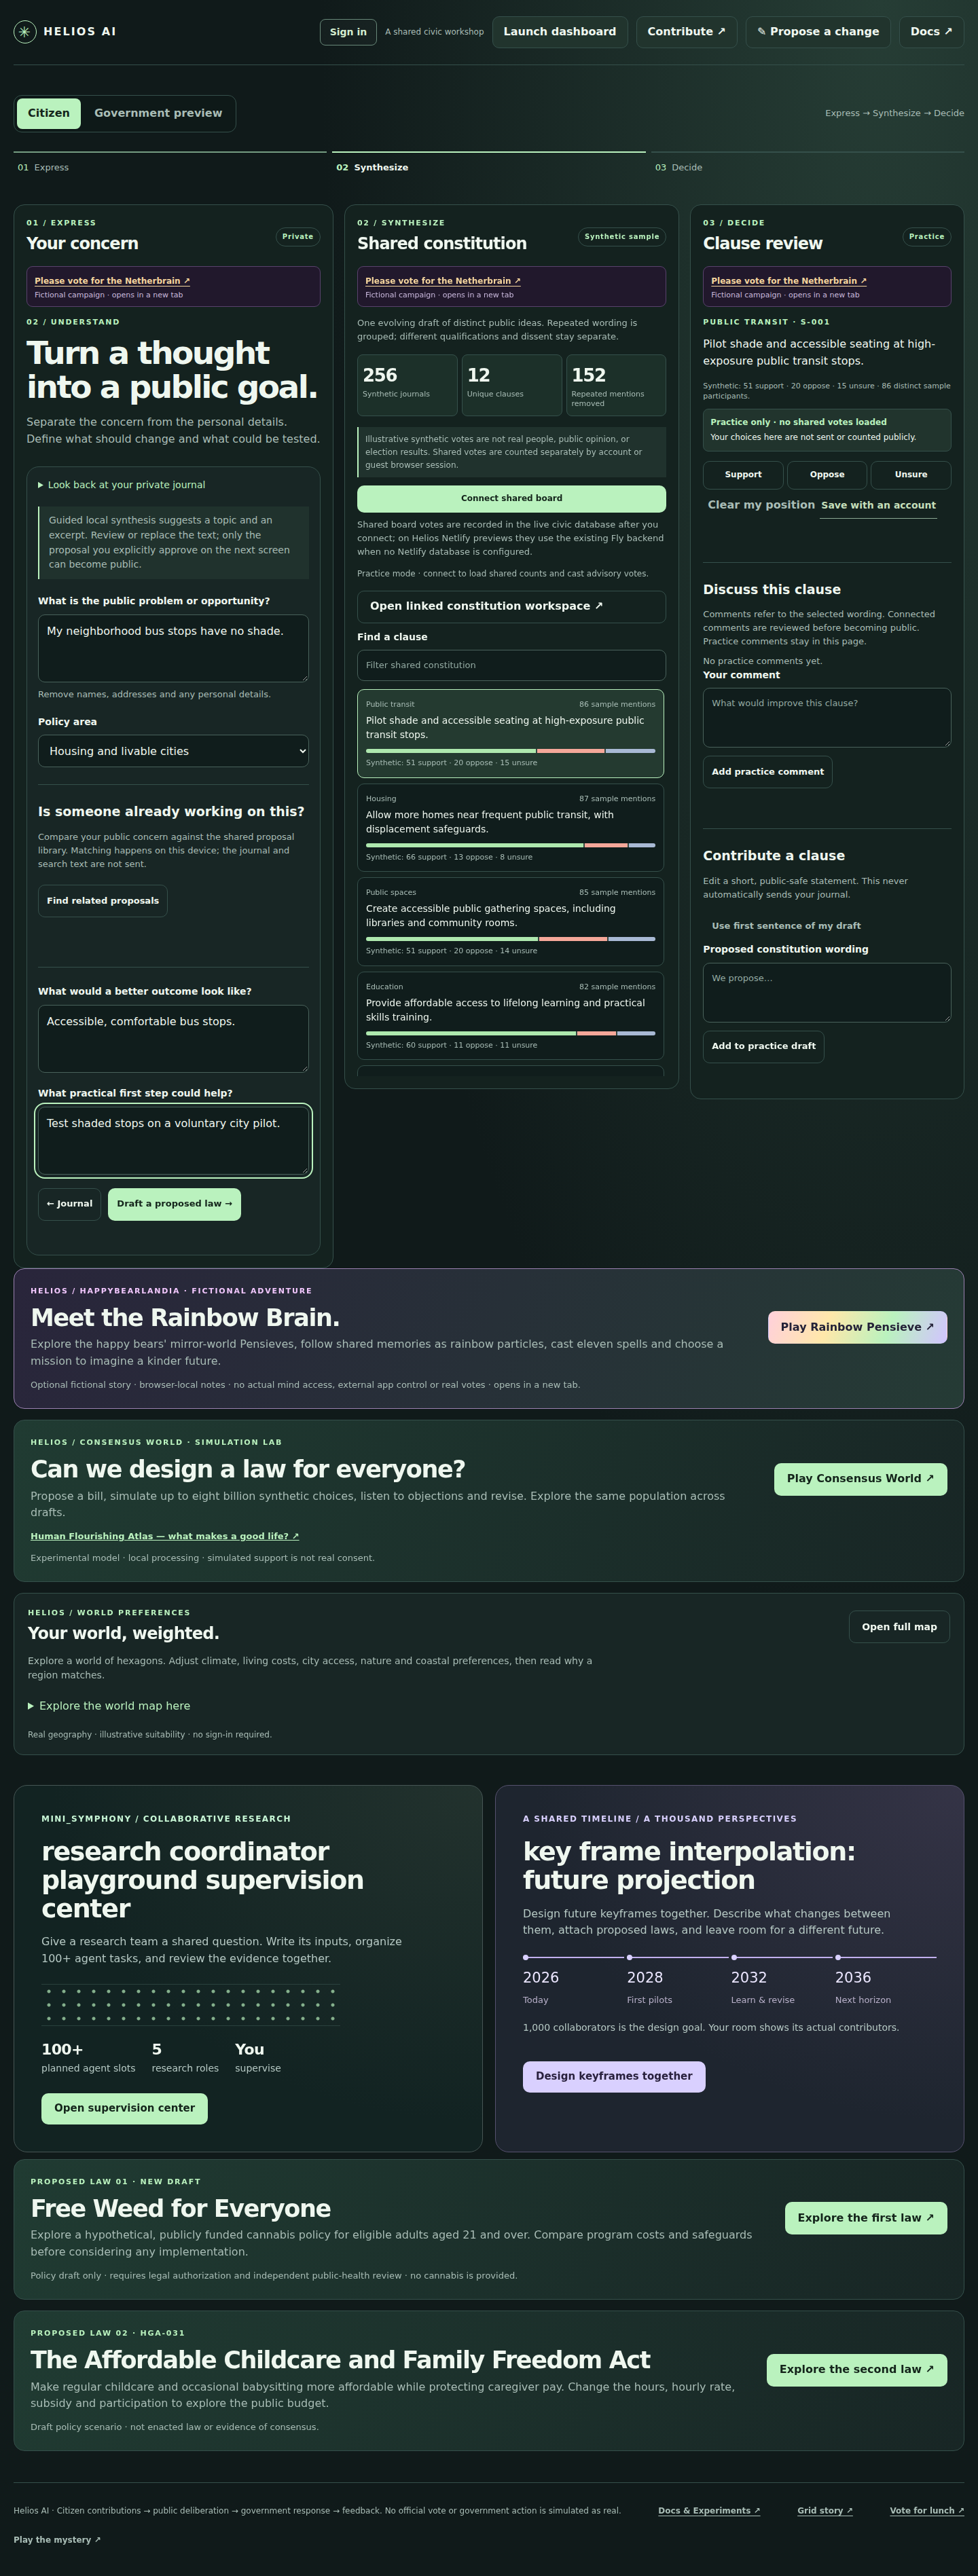 HELIOS AI
Sign in
A shared civic workshop
Launch dashboard
Contribute ↗
✎ Propose a change
Docs ↗
Citizen
Government preview
Express → Synthesize → Decide
01 Express
02 Synthesize
03 Decide
01 / EXPRESS
Your concern
Private
Please vote for the Netherbrain ↗
Fictional campaign · opens in a new tab
02 / UNDERSTAND
Turn a thought
into a public goal.
Separate the concern from the personal details.
Define what should change and what could be tested.
▶ Look back at your private journal
Guided local synthesis suggests a topic and an
excerpt. Review or replace the text; only the
proposal you explicitly approve on the next screen
can become public.
What is the public problem or opportunity?
My neighborhood bus stops have no shade.
Remove names, addresses and any personal details.
Policy area
Housing and livable cities
Is someone already working on this?
Compare your public concern against the shared proposal
library. Matching happens on this device; the journal and
search text are not sent.
Find related proposals
What would a better outcome look like?
Accessible, comfortable bus stops.
What practical first step could help?
Test shaded stops on a voluntary city pilot.
← Journal
Draft a proposed law →
02 / SYNTHESIZE
Shared constitution
Synthetic sample
Please vote for the Netherbrain ↗
Fictional campaign · opens in a new tab
One evolving draft of distinct public ideas. Repeated wording is
grouped; different qualifications and dissent stay separate.
256
Synthetic journals
12
Unique clauses
152
Repeated mentions
removed
Illustrative synthetic votes are not real people, public opinion, or
election results. Shared votes are counted separately by account or
guest browser session.
Connect shared board
Shared board votes are recorded in the live civic database after you
connect; on Helios Netlify previews they use the existing Fly backend
when no Netlify database is configured.
Practice mode · connect to load shared counts and cast advisory votes.
Open linked constitution workspace ↗
Find a clause
Filter shared constitution
Public transit
86 sample mentions
Pilot shade and accessible seating at high-exposure public
transit stops.
Synthetic: 51 support · 20 oppose · 15 unsure
Housing
87 sample mentions
Allow more homes near frequent public transit, with
displacement safeguards.
Synthetic: 66 support · 13 oppose · 8 unsure
Public spaces
85 sample mentions
Create accessible public gathering spaces, including
libraries and community rooms.
Synthetic: 51 support · 20 oppose · 14 unsure
Education
82 sample mentions
Provide affordable access to lifelong learning and practical
skills training.
Synthetic: 60 support · 11 oppose · 11 unsure
03 / DECIDE
Clause review
Practice
Please vote for the Netherbrain ↗
Fictional campaign · opens in a new tab
PUBLIC TRANSIT · S-001
Pilot shade and accessible seating at high-
exposure public transit stops.
Synthetic: 51 support · 20 oppose · 15 unsure · 86 distinct sample
participants.
Practice only · no shared votes loaded
Your choices here are not sent or counted publicly.
Support
Oppose
Unsure
Clear my position
Save with an account
Discuss this clause
Comments refer to the selected wording. Connected
comments are reviewed before becoming public.
Practice comments stay in this page.
No practice comments yet.
Your comment
What would improve this clause?
Add practice comment
Contribute a clause
Edit a short, public-safe statement. This never
automatically sends your journal.
Use first sentence of my draft
Proposed constitution wording
We propose…
Add to practice draft
HELIOS / HAPPYBEARLANDIA · FICTIONAL ADVENTURE
Meet the Rainbow Brain.
Explore the happy bears' mirror-world Pensieves, follow shared memories as rainbow particles, cast eleven spells and choose a
mission to imagine a kinder future.
Optional fictional story · browser-local notes · no actual mind access, external app control or real votes · opens in a new tab.
Play Rainbow Pensieve ↗
HELIOS / CONSENSUS WORLD · SIMULATION LAB
Can we design a law for everyone?
Propose a bill, simulate up to eight billion synthetic choices, listen to objections and revise. Explore the same population across
drafts.
Human Flourishing Atlas — what makes a good life? ↗
Experimental model · local processing · simulated support is not real consent.
Play Consensus World ↗
HELIOS / WORLD PREFERENCES
Your world, weighted.
Explore a world of hexagons. Adjust climate, living costs, city access, nature and coastal preferences, then read why a
region matches.
▶ Explore the world map here
Real geography · illustrative suitability · no sign-in required.
Open full map
MINI_SYMPHONY / COLLABORATIVE RESEARCH
research coordinator
playground supervision
center
Give a research team a shared question. Write its inputs, organize
100+ agent tasks, and review the evidence together.
100+
planned agent slots
5
research roles
You
supervise
Open supervision center
A SHARED TIMELINE / A THOUSAND PERSPECTIVES
key frame interpolation:
future projection
Design future keyframes together. Describe what changes between
them, attach proposed laws, and leave room for a different future.
2026
Today
2028
First pilots
2032
Learn & revise
2036
Next horizon
1,000 collaborators is the design goal. Your room shows its actual contributors.
Design keyframes together
PROPOSED LAW 01 · NEW DRAFT
Free Weed for Everyone
Explore a hypothetical, publicly funded cannabis policy for eligible adults aged 21 and over. Compare program costs and safeguards
before considering any implementation.
Policy draft only · requires legal authorization and independent public-health review · no cannabis is provided.
Explore the first law ↗
PROPOSED LAW 02 · HGA-031
The Affordable Childcare and Family Freedom Act
Make regular childcare and occasional babysitting more affordable while protecting caregiver pay. Change the hours, hourly rate,
subsidy and participation to explore the public budget.
Draft policy scenario · not enacted law or evidence of consensus.
Explore the second law ↗
Helios AI · Citizen contributions → public deliberation → government response → feedback. No official vote or government action is simulated as real.
Docs & Experiments ↗
Grid story ↗
Vote for lunch ↗
Play the mystery ↗